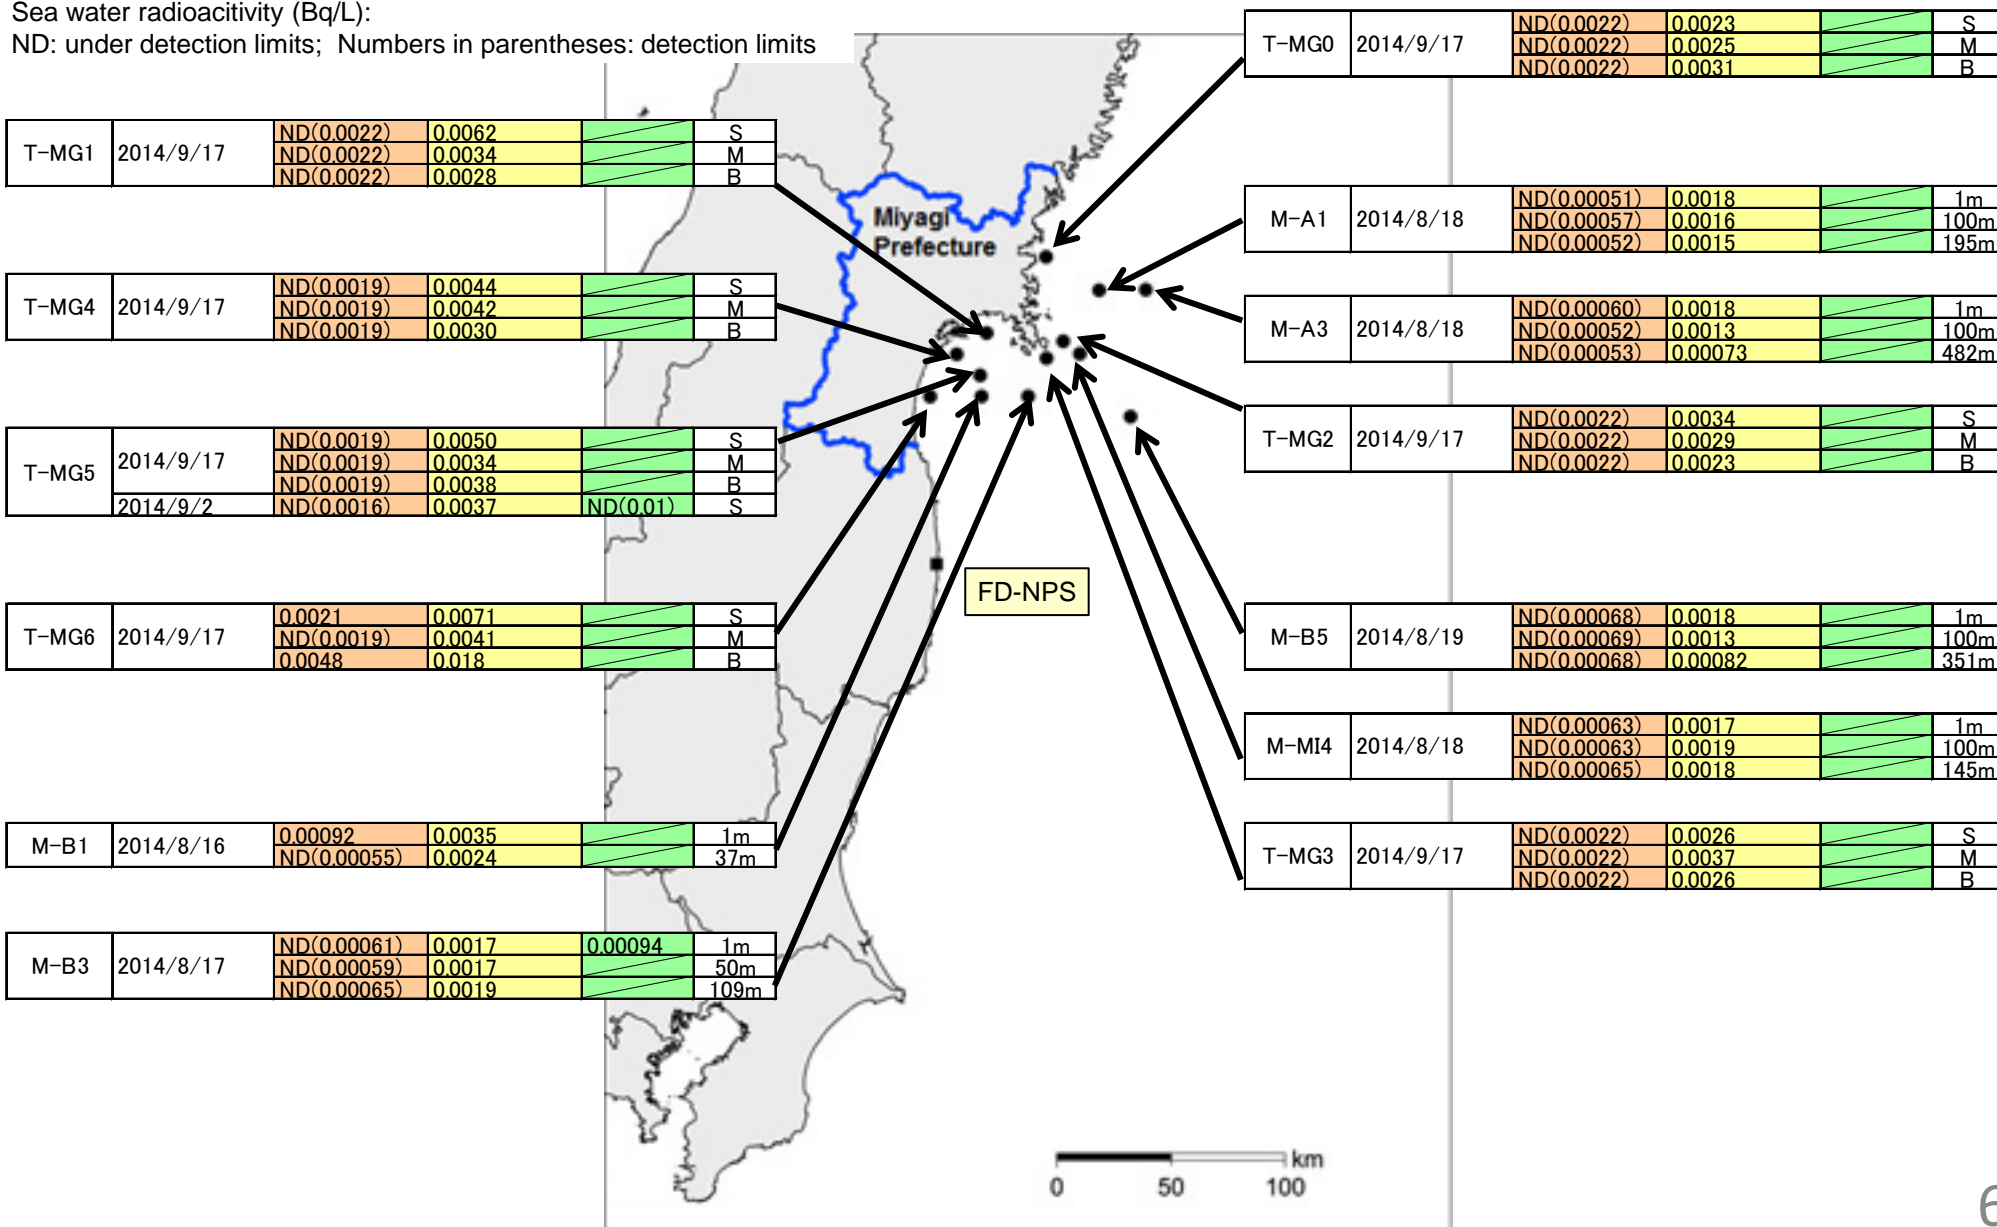 Sea water radioacitivity (Bq/L):
ND: under detection limits; Numbers in parentheses: detection limits
T-MG1 2014/9/17 ND(0.0022) 0.0062 S
ND(0.0022) 0.0034 M
ND(0.0022) 0.0028 B
T-MG4 2014/9/17 ND(0.0019) 0.0044 S
ND(0.0019) 0.0042 M
ND(0.0019) 0.0030 B
T-MG5 2014/9/17 ND(0.0019) 0.0050 S
ND(0.0019) 0.0034 M
ND(0.0019) 0.0038 B
2014/9/2 ND(0.0016) 0.0037 ND(0.01) S
T-MG6 2014/9/17 0.0021 0.0071 S
ND(0.0019) 0.0041 M
0.0048 0.018 B
M-B1 2014/8/16 0.00092 0.0035 1m
ND(0.00055) 0.0024 37m
M-B3 2014/8/17 ND(0.00061) 0.0017 0.00094 1m
ND(0.00059) 0.0017 50m
ND(0.00065) 0.0019 109m
Miyagi
Prefecture
FD-NPS
T-MG0 2014/9/17 ND(0.0022) 0.0023 S
ND(0.0022) 0.0025 M
ND(0.0022) 0.0031 B
M-A1 2014/8/18 ND(0.00051) 0.0018 1m
ND(0.00057) 0.0016 100m
ND(0.00052) 0.0015 195m
M-A3 2014/8/18 ND(0.00060) 0.0018 1m
ND(0.00052) 0.0013 100m
ND(0.00053) 0.00073 482m
T-MG2 2014/9/17 ND(0.0022) 0.0034 S
ND(0.0022) 0.0029 M
ND(0.0022) 0.0023 B
M-B5 2014/8/19 ND(0.00068) 0.0018 1m
ND(0.00069) 0.0013 100m
ND(0.00068) 0.00082 351m
M-MI4 2014/8/18 ND(0.00063) 0.0017 1m
ND(0.00063) 0.0019 100m
ND(0.00065) 0.0018 145m
T-MG3 2014/9/17 ND(0.0022) 0.0026 S
ND(0.0022) 0.0037 M
ND(0.0022) 0.0026 B
km
0 50 100
6